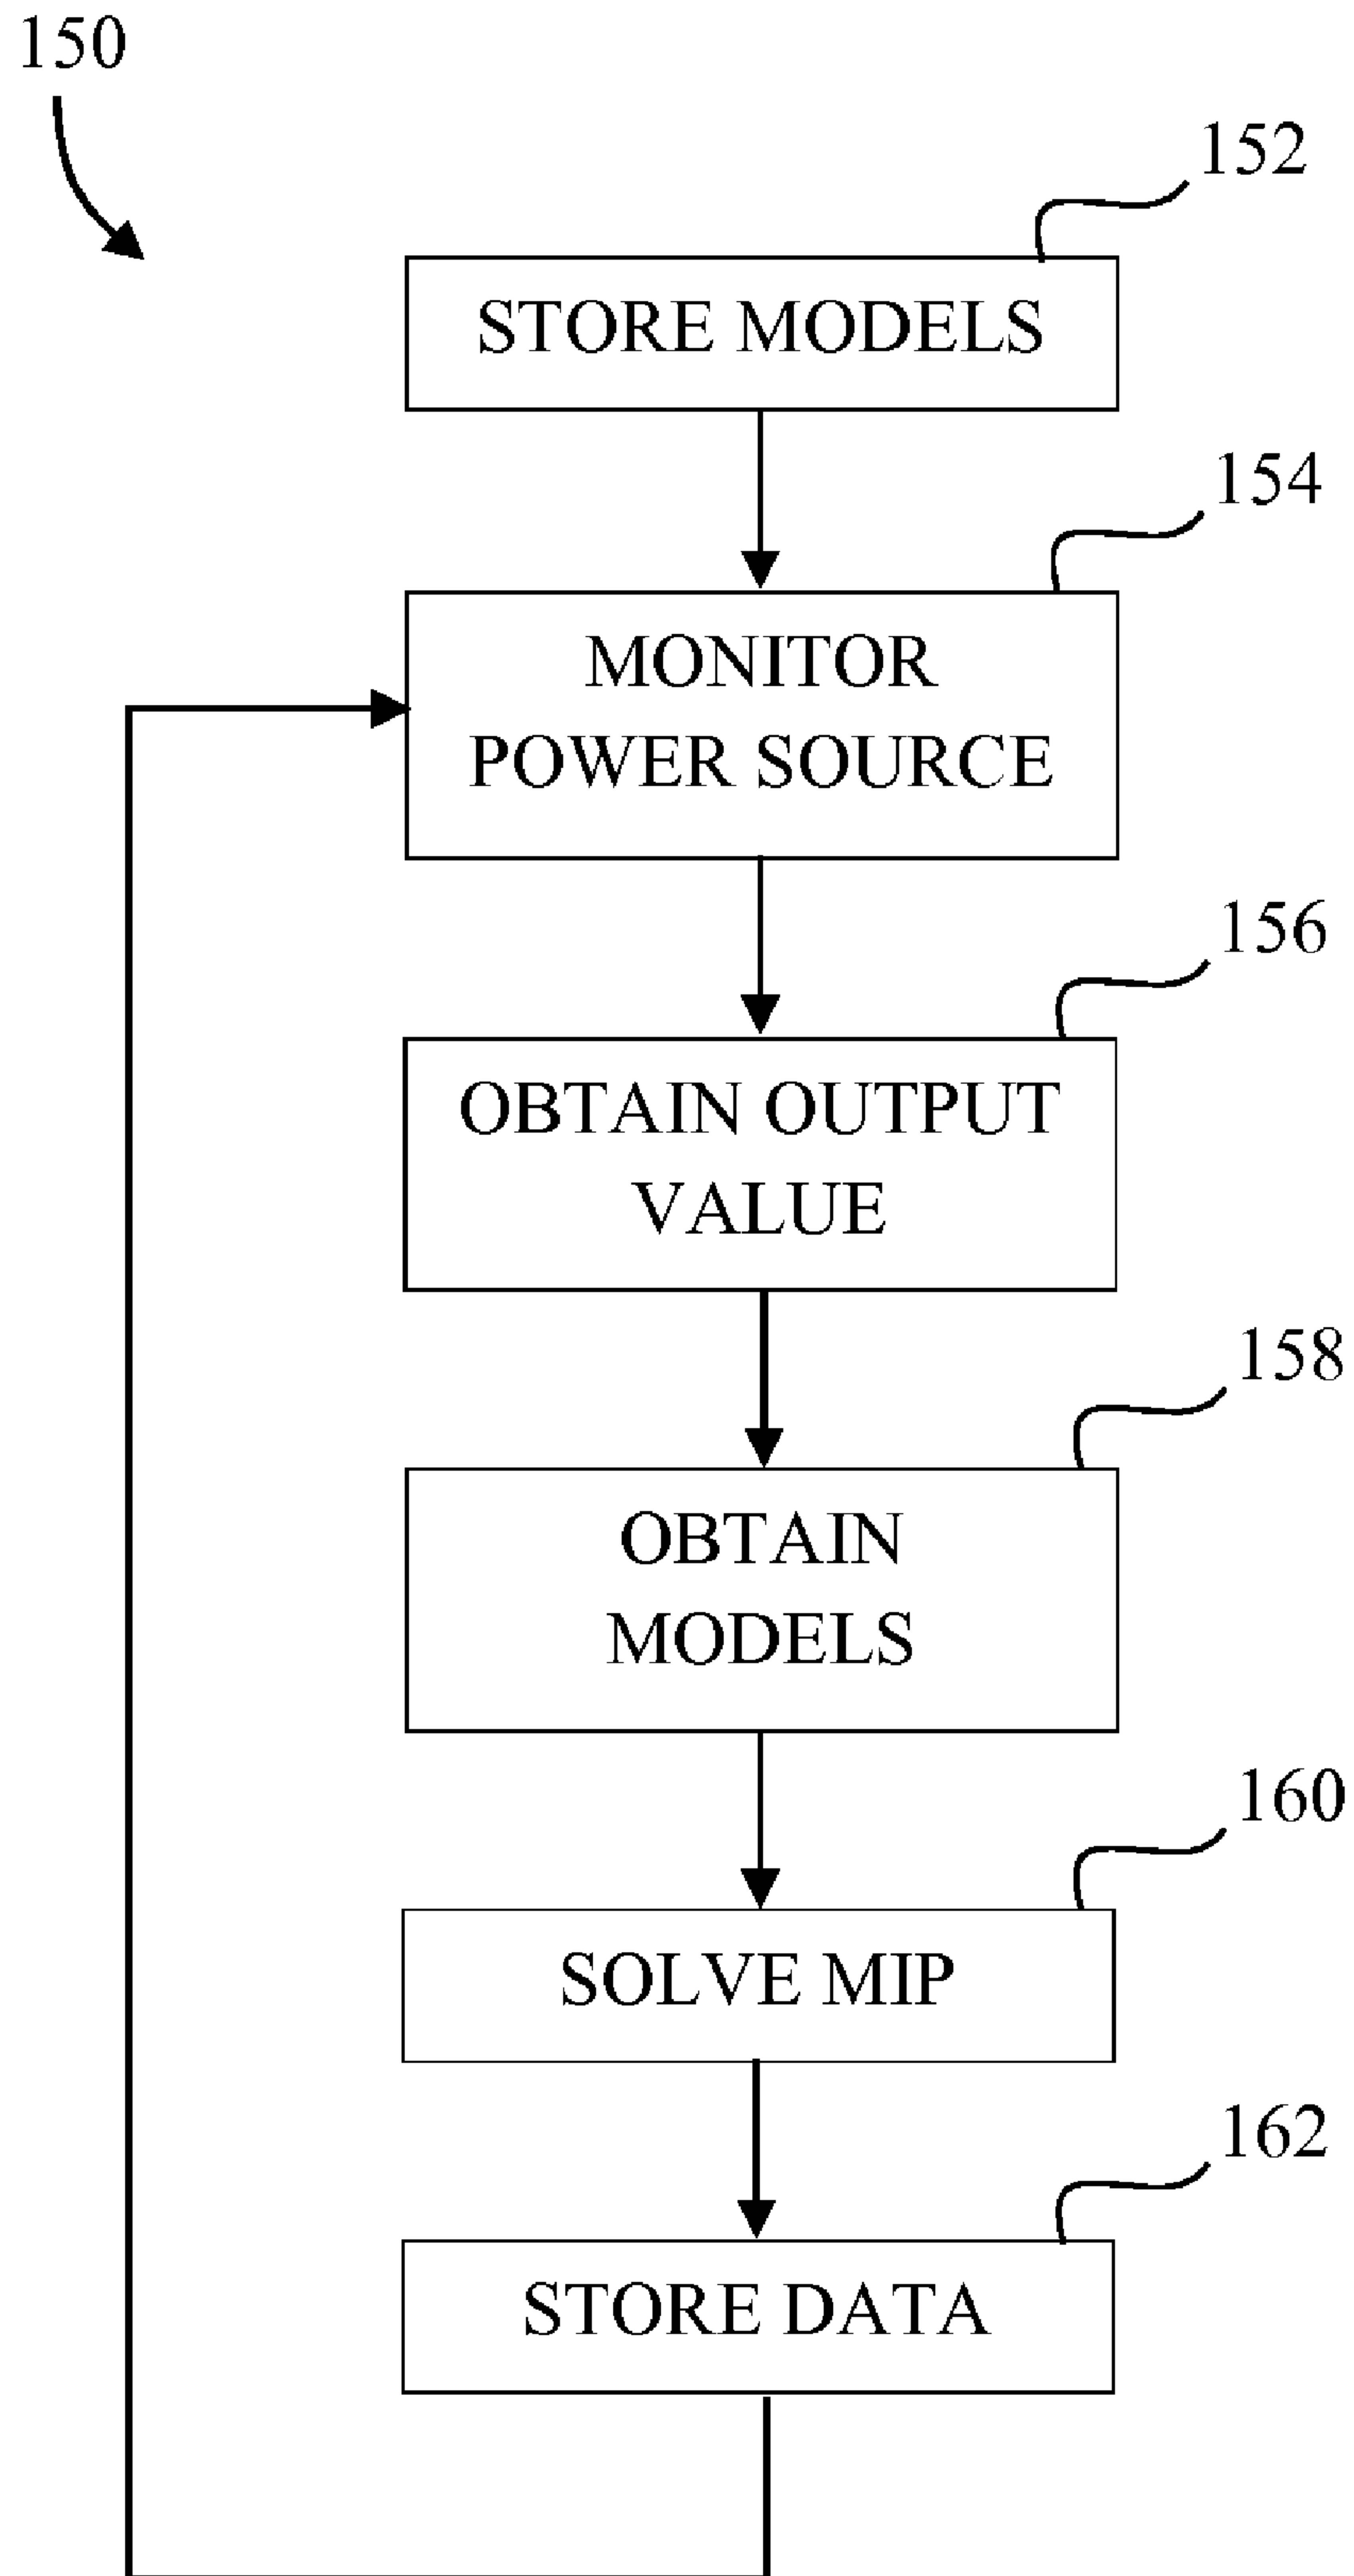 150
152
STORE MODELS
154
MONITOR
POWER SOURCE
156
OBTAIN OUTPUT
VALUE
158
OBTAIN
MODELS
160
SOLVE MIP
162
STORE DATA